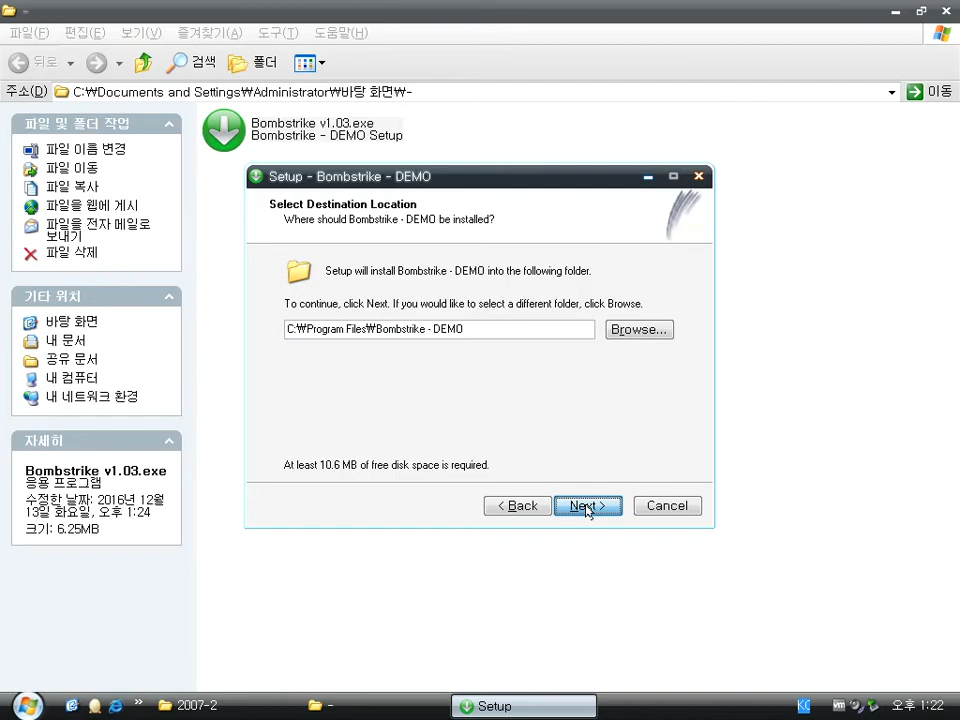 -
파일(F) 편집(E) 보기(V) 즐겨찾기(A) 도구(T) 도움말(H)
뒤로 검색 폴더
주소(D) C:₩Documents and Settings₩Administrator₩바탕 화면₩- 이동
파일 및 폴더 작업
파일 이름 변경
파일 이동
파일 복사
파일을 웹에 게시
파일을 전자 메일로
보내기
파일 삭제
기타 위치
바탕 화면
내 문서
공유 문서
내 컴퓨터
내 네트워크 환경
자세히
Bombstrike v1.03.exe
응용 프로그램
수정한 날짜: 2016년 12월
13일 화요일, 오후 1:24
크기: 6.25MB
Bombstrike v1.03.exe
Bombstrike - DEMO Setup
Setup - Bombstrike - DEMO
Select Destination Location
Where should Bombstrike - DEMO be installed?
Setup will install Bombstrike - DEMO into the following folder.
To continue, click Next. If you would like to select a different folder, click Browse.
C:₩Program Files₩Bombstrike - DEMO
Browse...
At least 10.6 MB of free disk space is required.
< Back Next > Cancel
2007-2 - Setup KC vm 오후 1:22